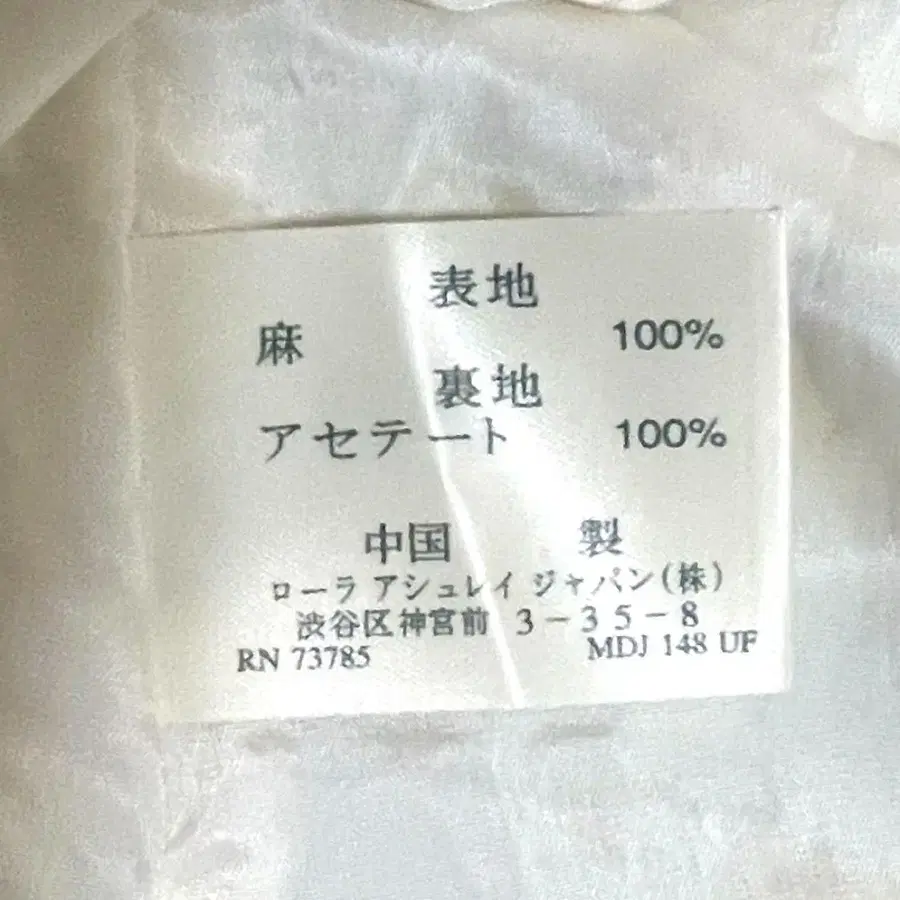 表地
麻 100%
裏地
アセテート 100%
中国 製
ローラ アシュレイ ジャパン(株)
渋谷区神宮前 3-35-8
RN 73785 MDJ 148 UF